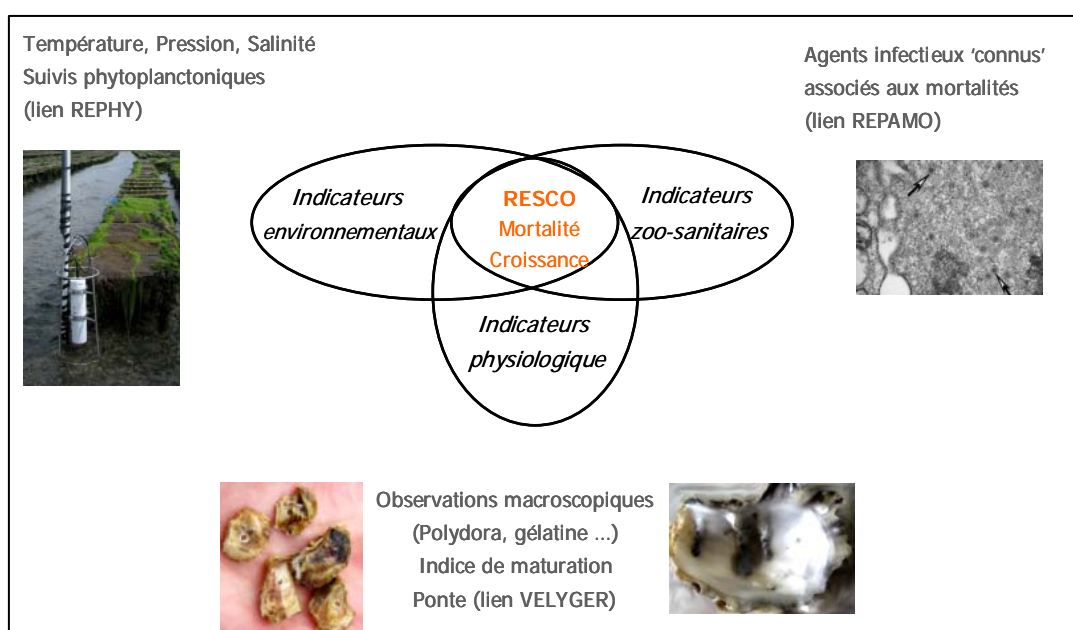 Température, Pression, Salinité
Suivis phytoplanctoniques
(lien REPHY)
Agents infectieux ‘connus’
associés aux mortalités
(lien REPAMO)
Indicateurs
environnementaux
RESCO
Mortalité
Croissance
Indicateurs
zoo-sanitaires
Indicateurs
physiologique
Observations macroscopiques
(Polydora, gélatine ...)
Indice de maturation
Ponte (lien VELYGER)